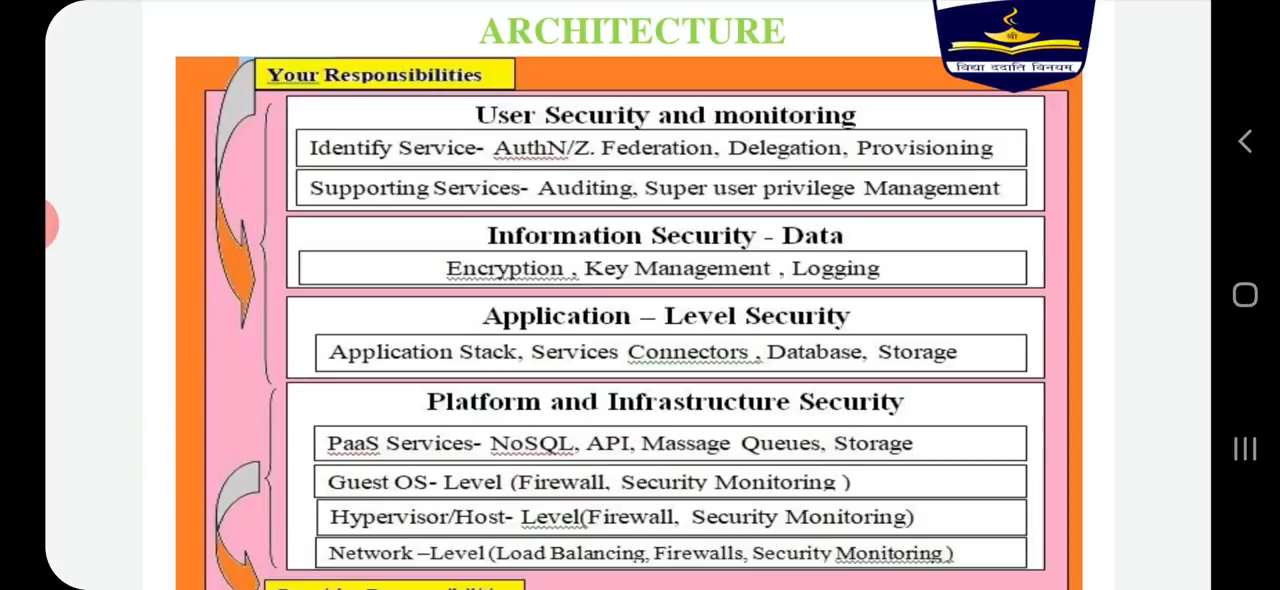 ARCHITECTURE
श्री
विद्या ददाति विनयम्
Your Responsibilities
User Security and monitoring
Identify Service- AuthN/Z. Federation, Delegation, Provisioning
Supporting Services- Auditing, Super user privilege Management
Information Security - Data
Encryption , Key Management , Logging
Application – Level Security
Application Stack, Services Connectors , Database, Storage
Platform and Infrastructure Security
PaaS Services- NoSQL, API, Massage Queues, Storage
Guest OS- Level (Firewall, Security Monitoring )
Hypervisor/Host- Level(Firewall, Security Monitoring)
Network –Level (Load Balancing, Firewalls, Security Monitoring )